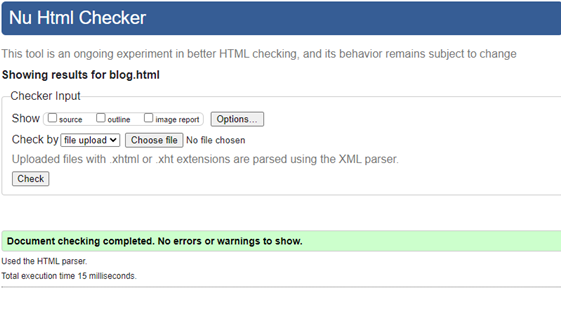 Nu Html Checker
This tool is an ongoing experiment in better HTML checking, and its behavior remains subject to change
Showing results for blog.html
Checker Input
Show source outline image report Options...
Check by file upload Choose file No file chosen
Uploaded files with .xhtml or .xht extensions are parsed using the XML parser.
Check
Document checking completed. No errors or warnings to show.
Used the HTML parser.
Total execution time 15 milliseconds.